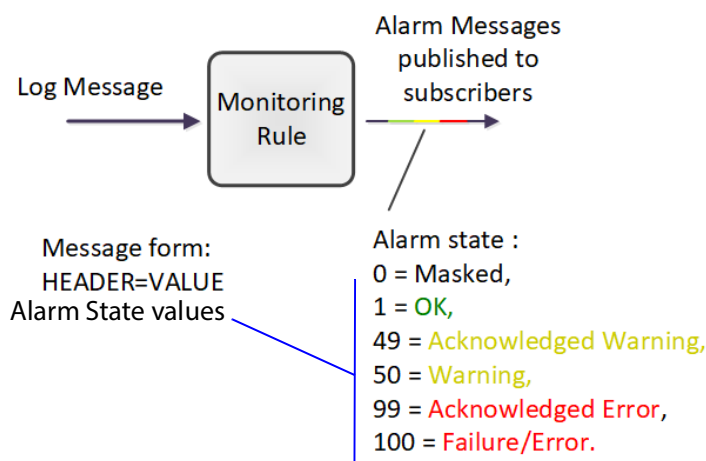 Alarm Messages
published to
subscribers
Log Message
Monitoring
Rule
Message form:
HEADER=VALUE
Alarm State values
Alarm state :
0 = Masked,
1 = OK,
49 = Acknowledged Warning,
50 = Warning,
99 = Acknowledged Error,
100 = Failure/Error.